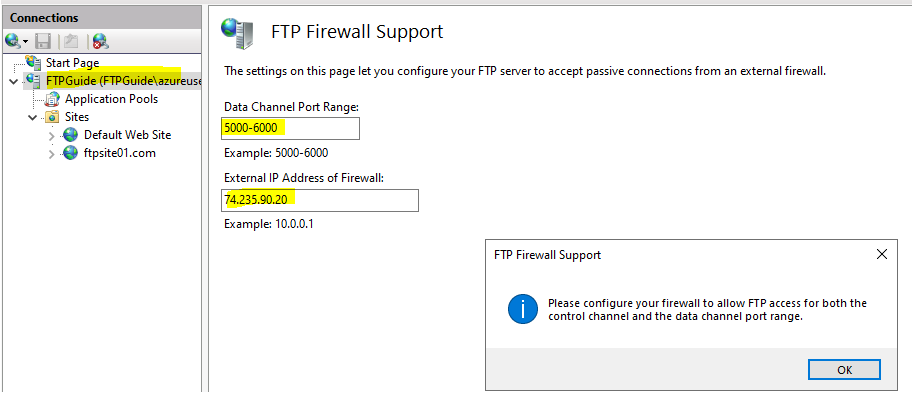 Connections
Start Page
FTPGuide (FTPGuide\azureuse
Application Pools
Sites
Default Web Site
ftpsite01.com
FTP Firewall Support
The settings on this page let you configure your FTP server to accept passive connections from an external firewall.
Data Channel Port Range:
5000-6000
Example: 5000-6000
External IP Address of Firewall:
74.235.90.20
Example: 10.0.0.1
FTP Firewall Support
Please configure your firewall to allow FTP access for both the
control channel and the data channel port range.
OK